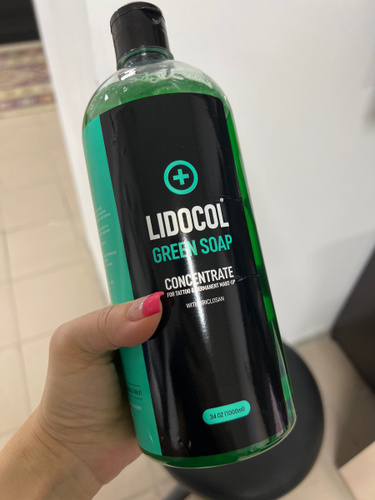 LIDOCOL®
GREEN SOAP
CONCENTRATE
FOR TATTOO & PERMANENT MAKE-UP
WITH TRICLOSAN
34 OZ (1000ml)